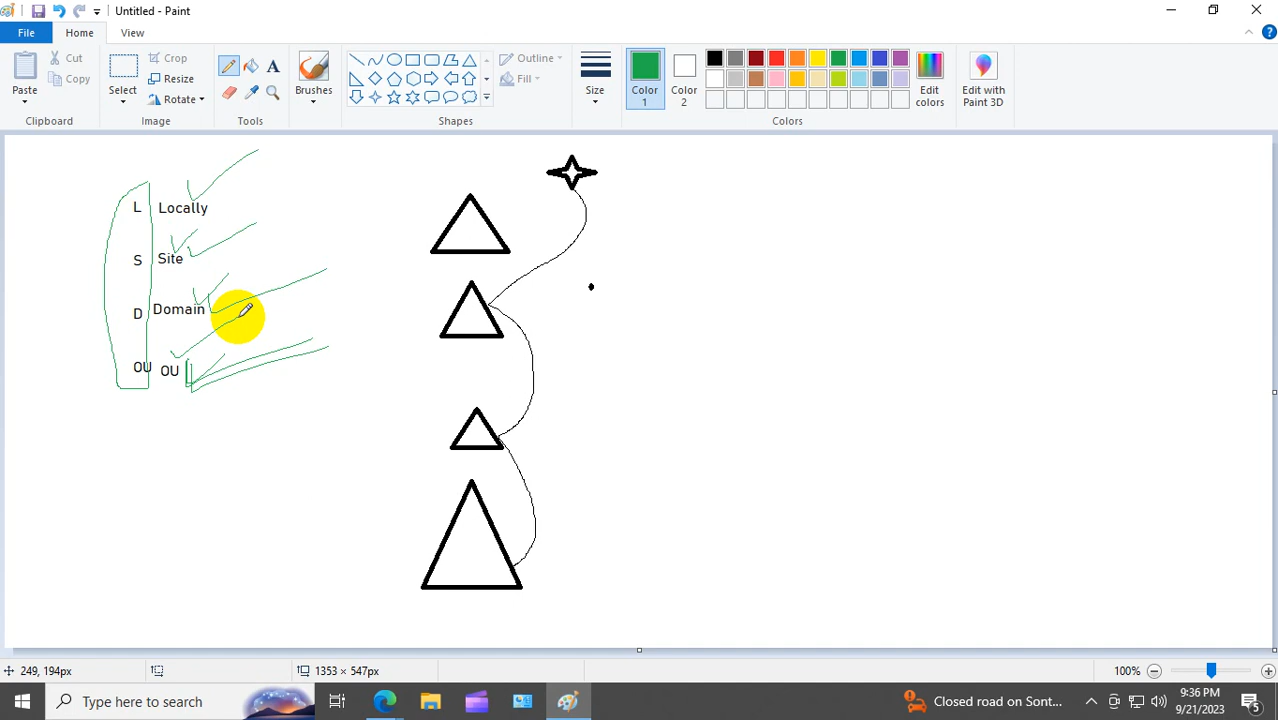 Untitled - Paint
File Home View
Paste
Cut
Copy
Clipboard
Select
Crop
Resize
Rotate
Image
A
Tools
Brushes
Shapes
Outline
Fill
Size
Color 1
Color 2
Edit colors
Colors
Edit with Paint 3D
L Locally
S Site
D Domain
OU OU
249, 194px
1353 × 547px
100%
Type here to search
Closed road on Sont...
9:36 PM
9/21/2023
5